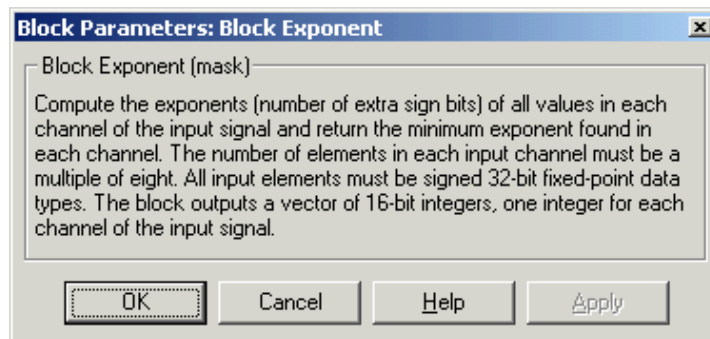 Block Parameters: Block Exponent
Block Exponent (mask)
Compute the exponents (number of extra sign bits) of all values in each
channel of the input signal and return the minimum exponent found in
each channel. The number of elements in each input channel must be a
multiple of eight. All input elements must be signed 32-bit fixed-point data
types. The block outputs a vector of 16-bit integers, one integer for each
channel of the input signal.
OK Cancel Help Apply